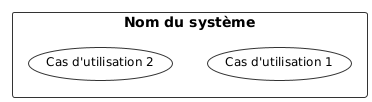 Nom du système
Cas d'utilisation 2
Cas d'utilisation 1